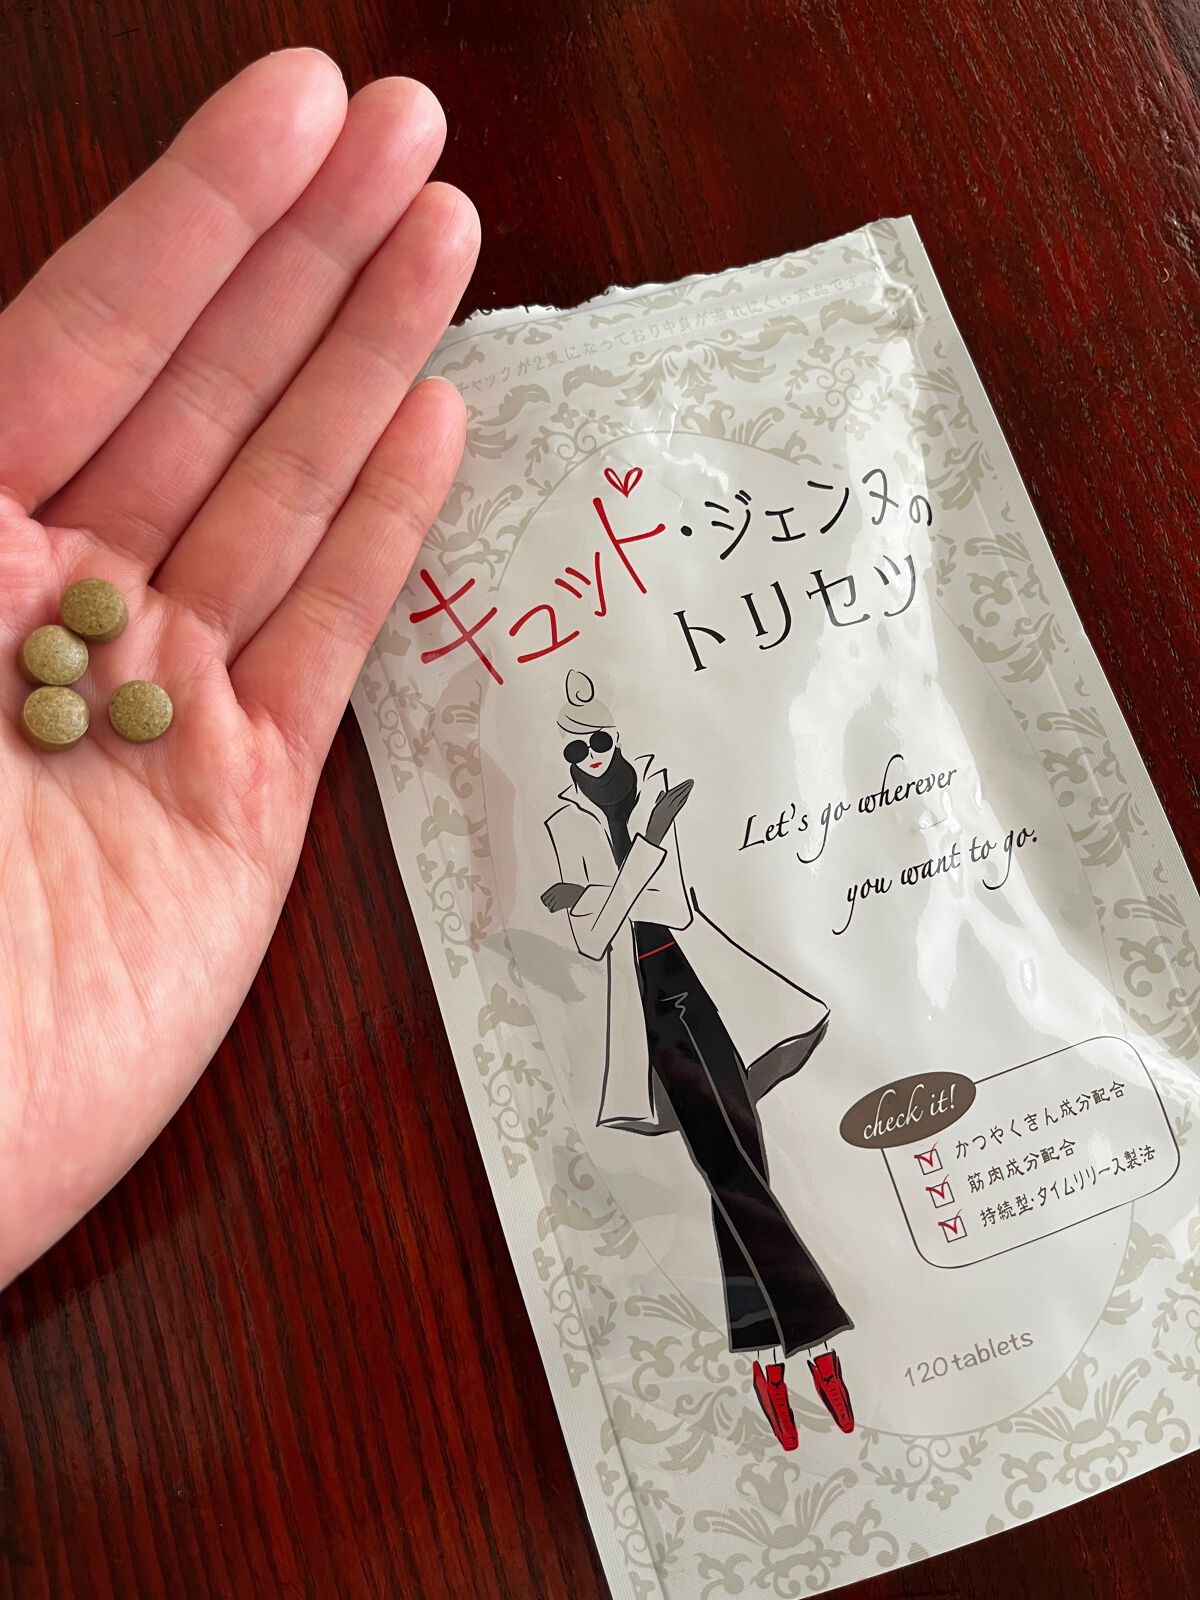 チャックが2重になっており中身が漏れにくい商品です。
キュット・ジェンヌの
トリセツ
Let's go wherever
you want to go.
check it!
かつやくきん成分配合
筋肉成分配合
持続型・タイムリリース製法
120 tablets